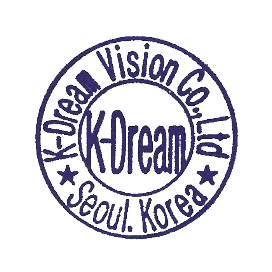 K-Dream Vision Co., Ltd
K-Dream
★ Seoul. Korea ★